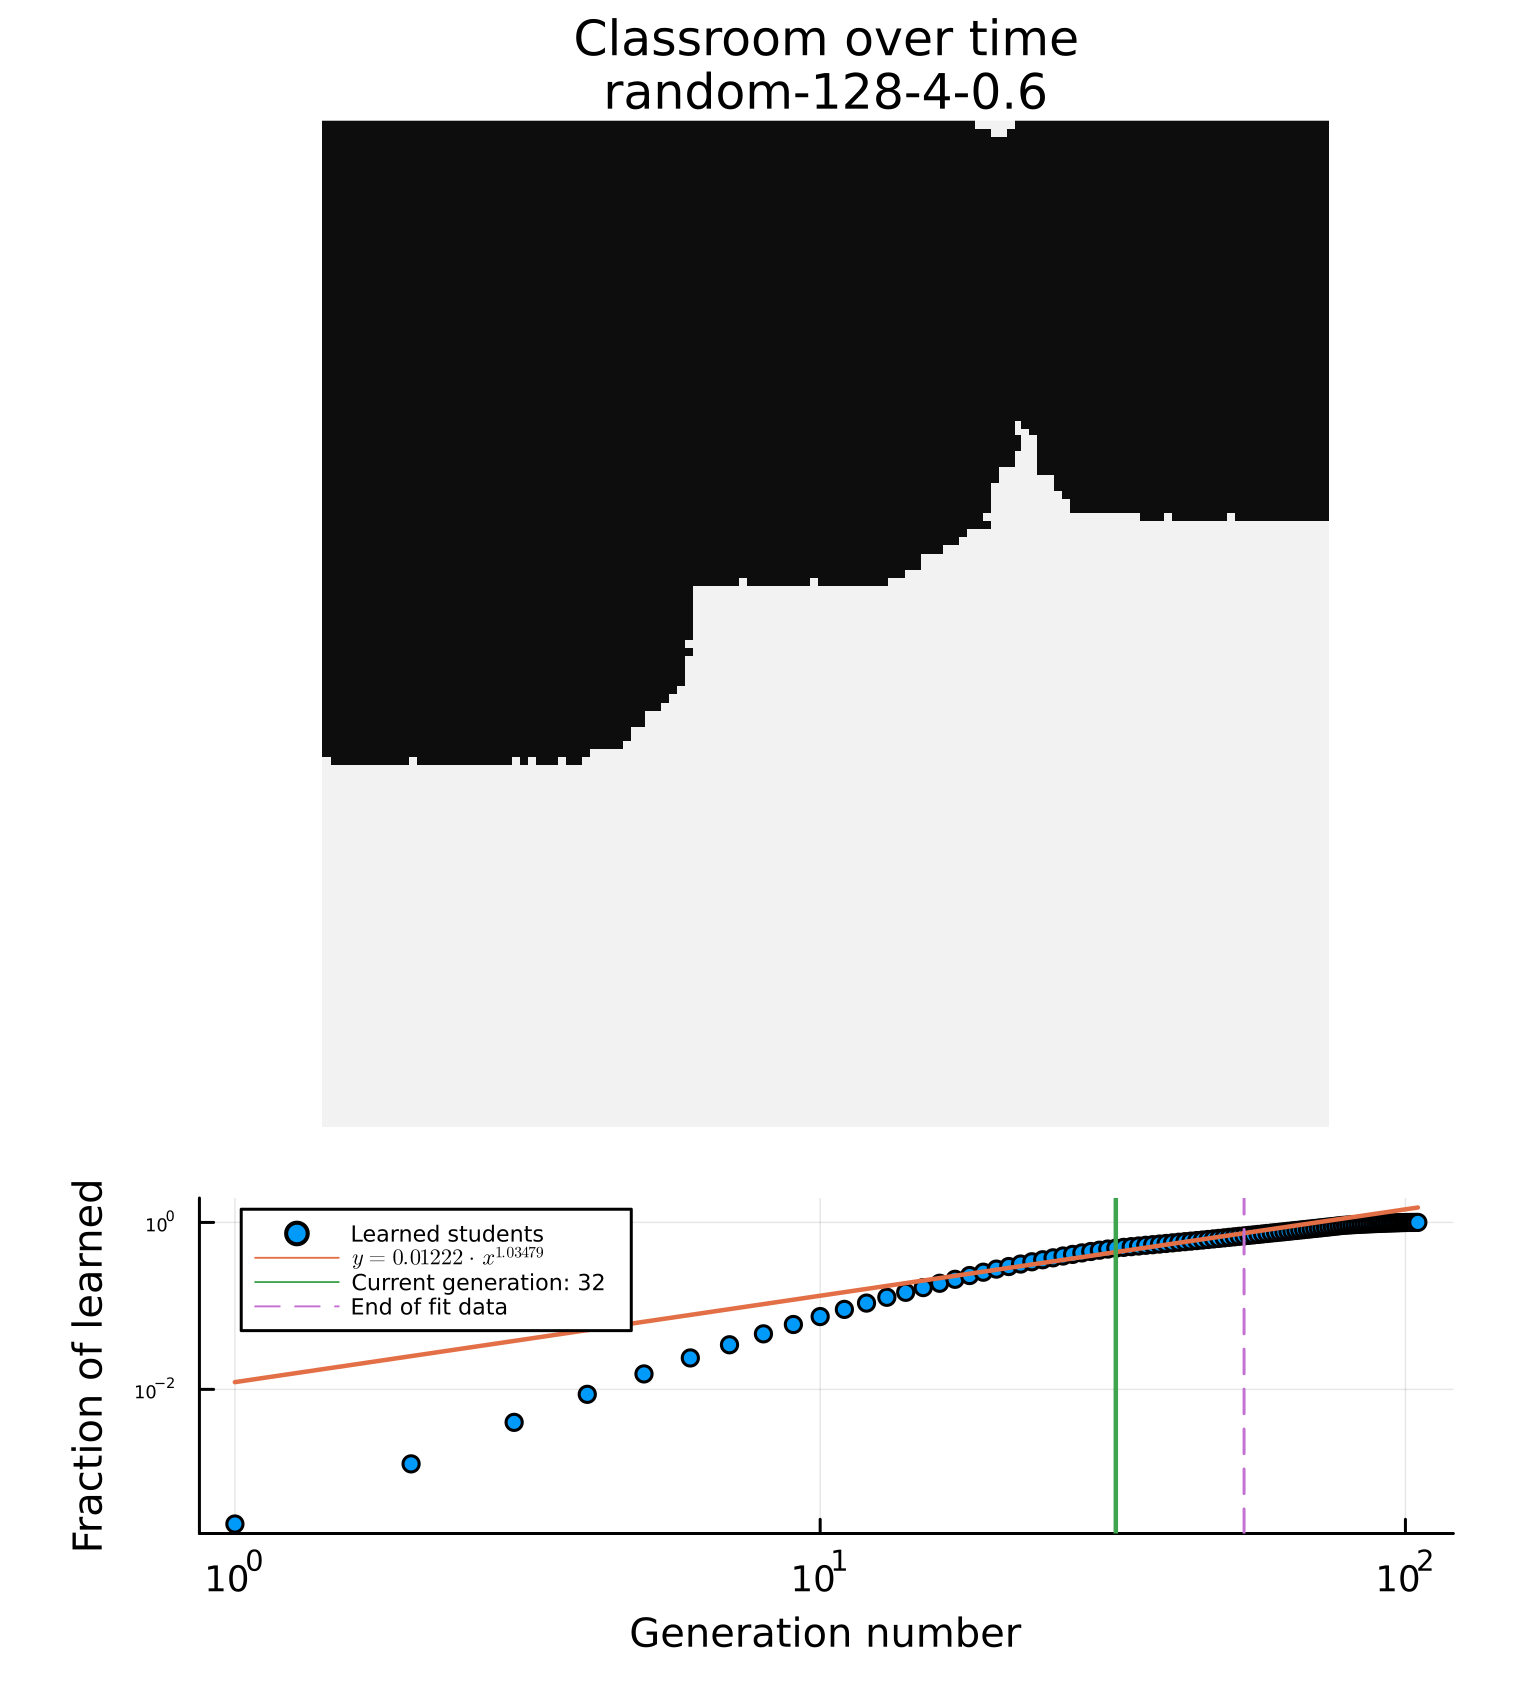 Classroom over time
random-128-4-0.6
Fraction of learned
10^0
10^−2
Learned students
y = 0.01222 · x^1.03479
Current generation: 32
End of fit data
10^0 10^1 10^2
Generation number